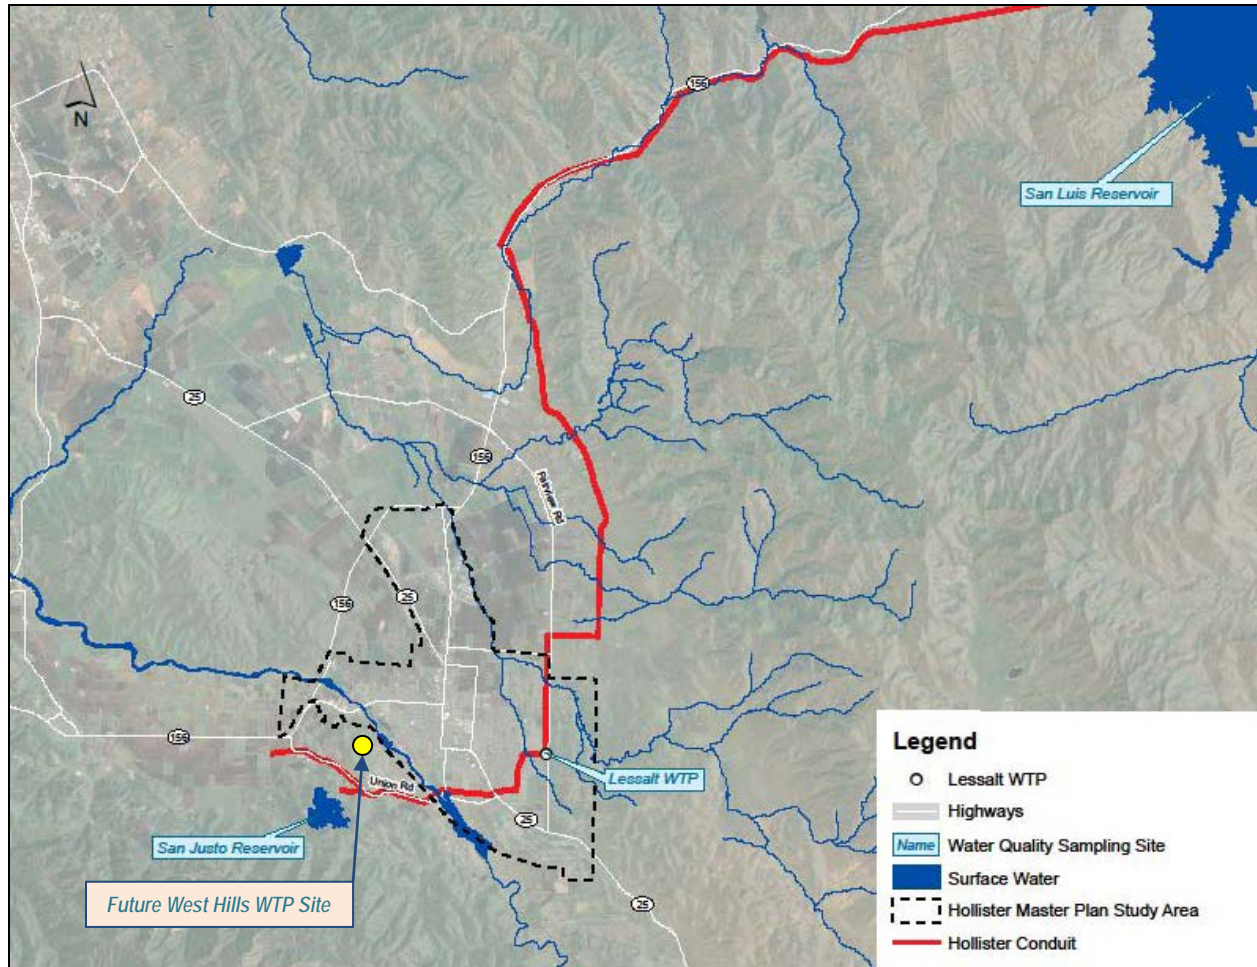 N
156
San Luis Reservoir
25
156
Fairview Rd
25
156
156
Lessalt WTP
Union Rd
25
San Justo Reservoir
Future West Hills WTP Site
25
Legend
Lessalt WTP
Highways
Name Water Quality Sampling Site
Surface Water
Hollister Master Plan Study Area
Hollister Conduit